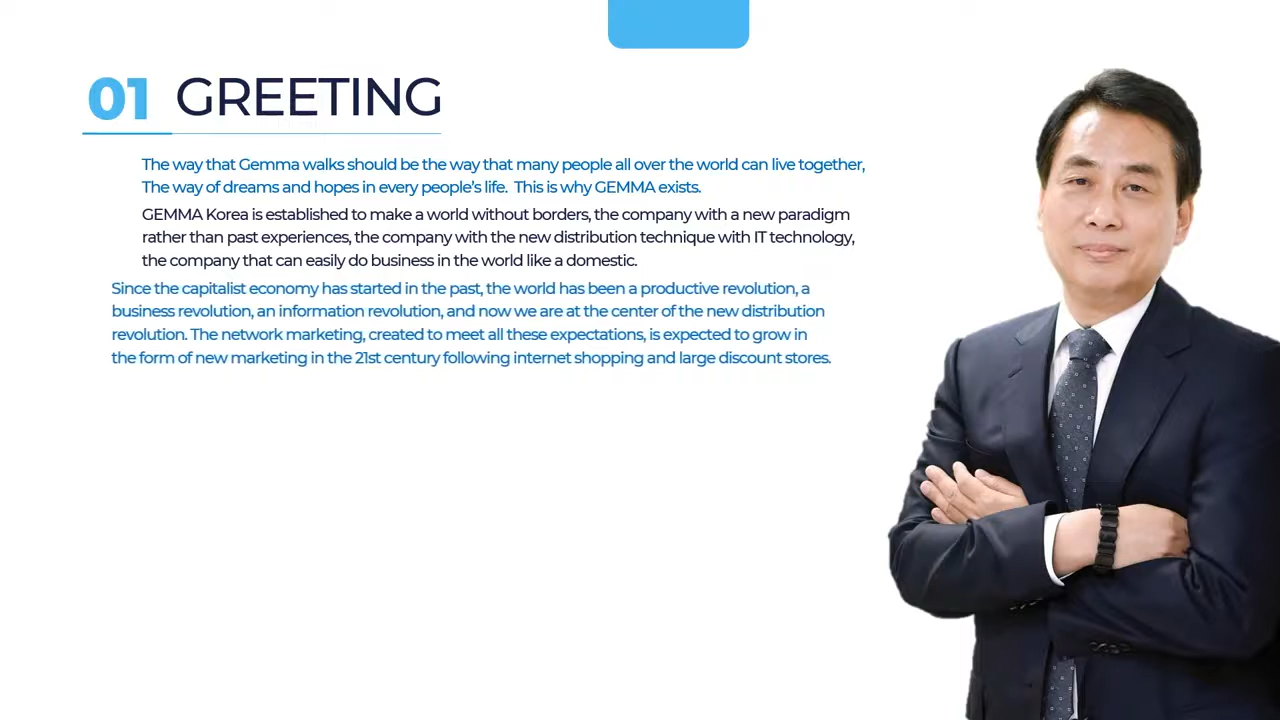 01 GREETING
The way that Gemma walks should be the way that many people all over the world can live together,
The way of dreams and hopes in every people's life. This is why GEMMA exists.
GEMMA Korea is established to make a world without borders, the company with a new paradigm
rather than past experiences, the company with the new distribution technique with IT technology,
the company that can easily do business in the world like a domestic.
Since the capitalist economy has started in the past, the world has been a productive revolution, a
business revolution, an information revolution, and now we are at the center of the new distribution
revolution. The network marketing, created to meet all these expectations, is expected to grow in
the form of new marketing in the 21st century following internet shopping and large discount stores.